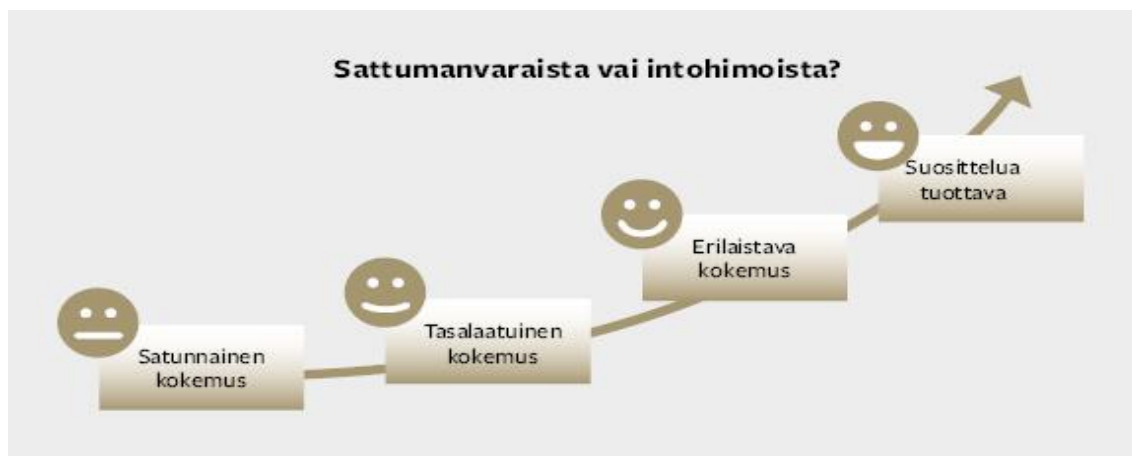 Sattumanvaraista vai intohimoista?
Suosittelua
tuottava
Erilaistava
kokemus
Tasalaatuinen
kokemus
Satunnainen
kokemus